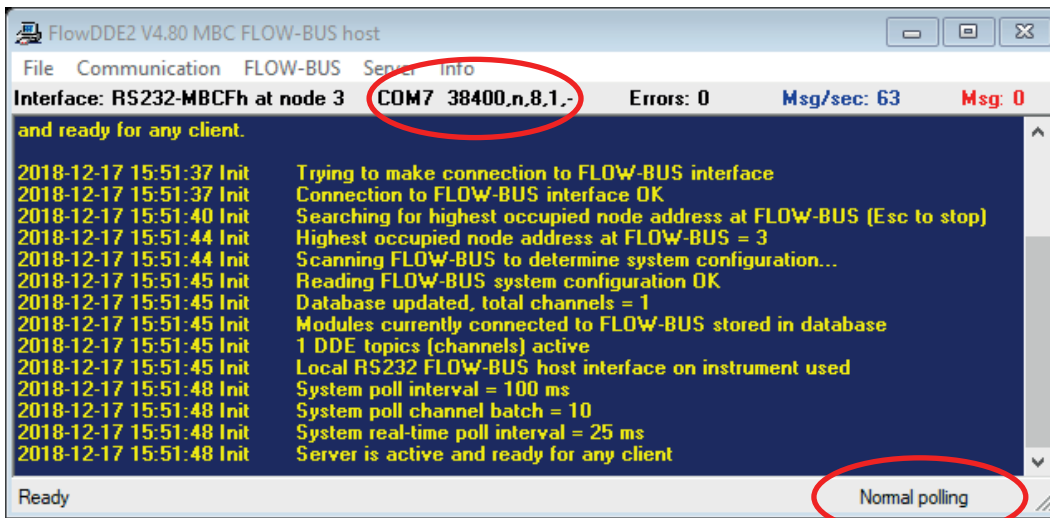 FlowDDE2 V4.80 MBC FLOW-BUS host
File Communication FLOW-BUS Server Info
Interface: RS232-MBCFh at node 3 COM7 38400,n,8,1,- Errors: 0 Msg/sec: 63 Msg: 0
and ready for any client.
2018-12-17 15:51:37 Init Trying to make connection to FLOW-BUS interface
2018-12-17 15:51:37 Init Connection to FLOW-BUS interface OK
2018-12-17 15:51:40 Init Searching for highest occupied node address at FLOW-BUS (Esc to stop)
2018-12-17 15:51:44 Init Highest occupied node address at FLOW-BUS = 3
2018-12-17 15:51:44 Init Scanning FLOW-BUS to determine system configuration...
2018-12-17 15:51:45 Init Reading FLOW-BUS system configuration OK
2018-12-17 15:51:45 Init Database updated, total channels = 1
2018-12-17 15:51:45 Init Modules currently connected to FLOW-BUS stored in database
2018-12-17 15:51:45 Init 1 DDE topics (channels) active
2018-12-17 15:51:45 Init Local RS232 FLOW-BUS host interface on instrument used
2018-12-17 15:51:48 Init System poll interval = 100 ms
2018-12-17 15:51:48 Init System poll channel batch = 10
2018-12-17 15:51:48 Init System real-time poll interval = 25 ms
2018-12-17 15:51:48 Init Server is active and ready for any client
Ready Normal polling